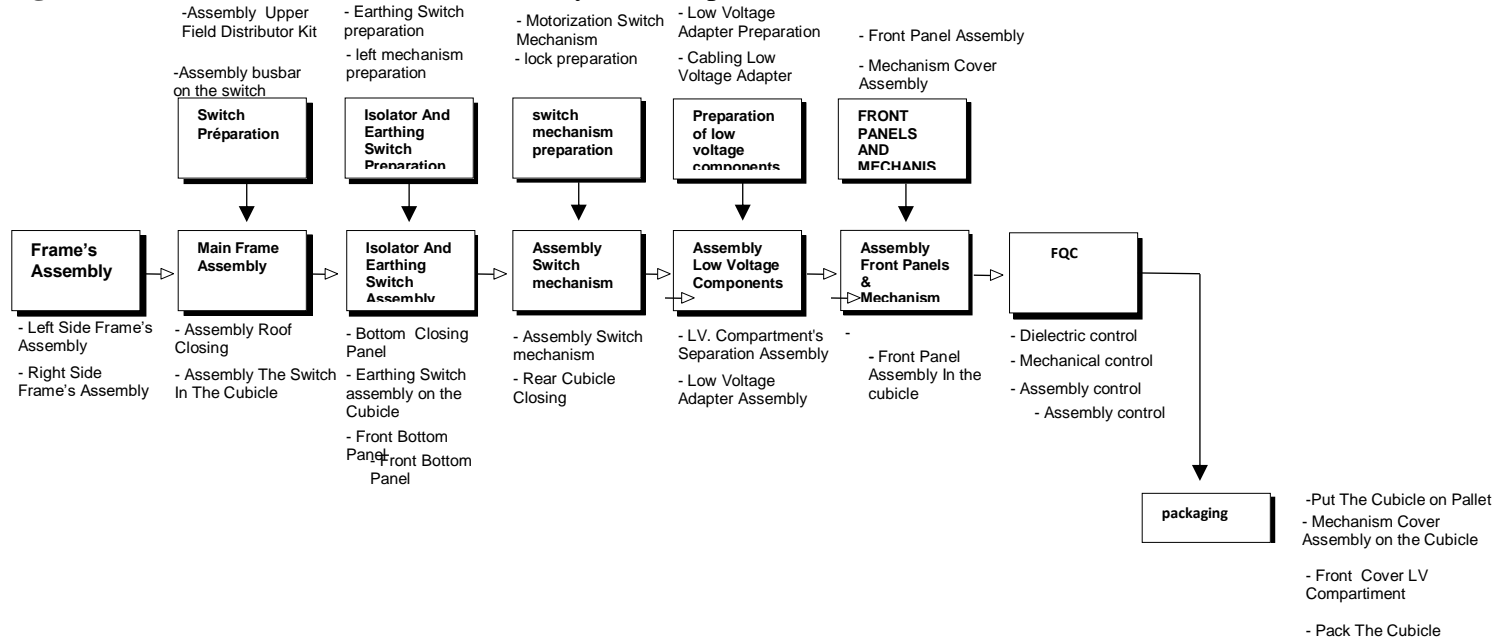 -Assembly Upper
Field Distributor Kit
-Assembly busbar
on the switch
- Earthing Switch
preparation
- left mechanism
preparation
- Motorization Switch
Mechanism
- lock preparation
- Low Voltage
Adapter Preparation
- Cabling Low
Voltage Adapter
- Front Panel Assembly
- Mechanism Cover
Assembly
Switch
Préparation
Isolator And
Earthing
Switch
Preparation
switch
mechanism
preparation
Preparation
of low
voltage
components
FRONT
PANELS
AND
MECHANIS
Frame's
Assembly
Main Frame
Assembly
Isolator And
Earthing
Switch
Assembly
Assembly
Switch
mechanism
Assembly
Low Voltage
Components
Assembly
Front Panels
&
Mechanism
FQC
- Left Side Frame's
Assembly
- Right Side
Frame's Assembly
- Assembly Roof
Closing
- Assembly The Switch
In The Cubicle
- Bottom Closing
Panel
- Earthing Switch
assembly on the
Cubicle
- Front Bottom
Panel
- Front Bottom
Panel
- Assembly Switch
mechanism
- Rear Cubicle
Closing
- LV. Compartment's
Separation Assembly
- Low Voltage
Adapter Assembly
-
- Front Panel
Assembly In the
cubicle
- Dielectric control
- Mechanical control
- Assembly control
- Assembly control
packaging
-Put The Cubicle on Pallet
- Mechanism Cover
Assembly on the Cubicle
- Front Cover LV
Compartiment
- Pack The Cubicle